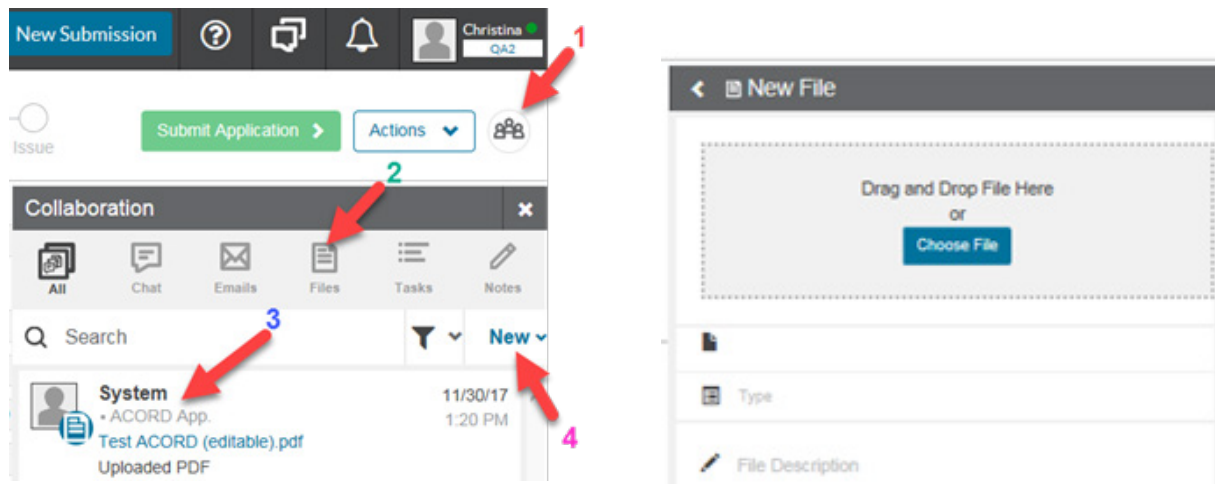 New Submission
Christina
QA2
1
Issue
Submit Application
Actions
2
Collaboration
All
Chat
Emails
Files
Tasks
Notes
3
Search
New
System
11/30/17
• ACORD App.
1:20 PM
Test ACORD (editable).pdf
4
Uploaded PDF
New File
Drag and Drop File Here
or
Choose File
Type
File Description